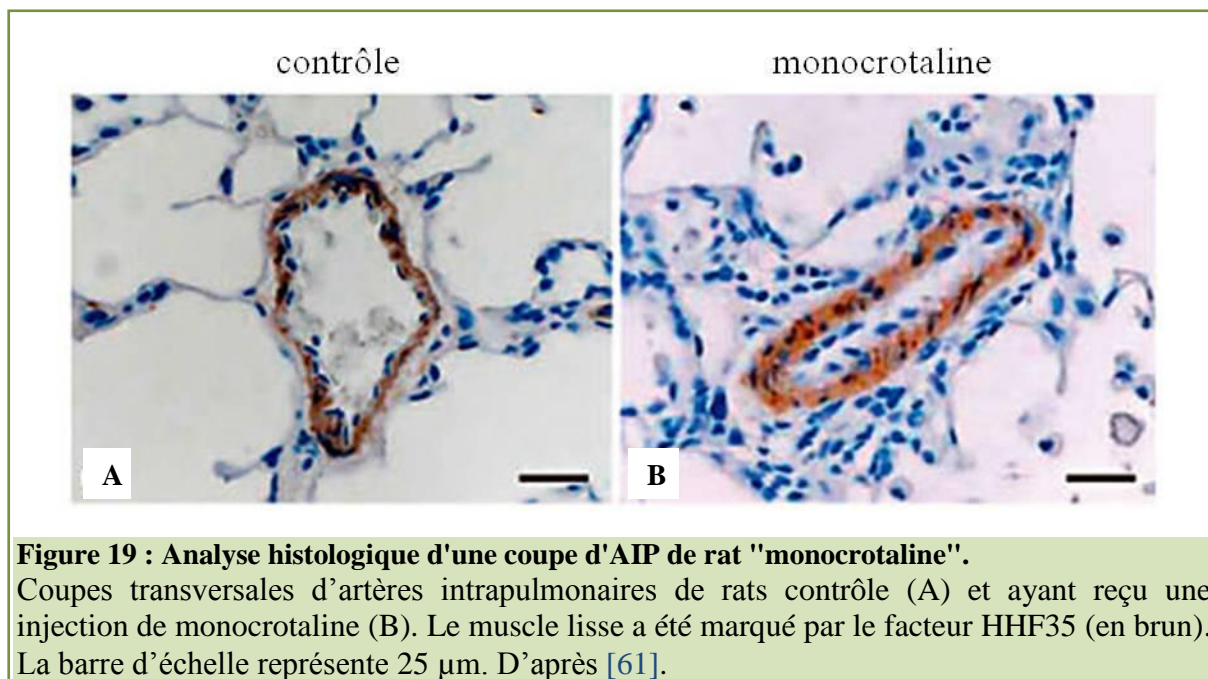 contrôle
monocrotaline
A
B
Figure 19 : Analyse histologique d'une coupe d'AIP de rat "monocrotaline".
Coupes transversales d’artères intrapulmonaires de rats contrôle (A) et ayant reçu une
injection de monocrotaline (B). Le muscle lisse a été marqué par le facteur HHF35 (en brun).
La barre d’échelle représente 25 µm. D’après [61].